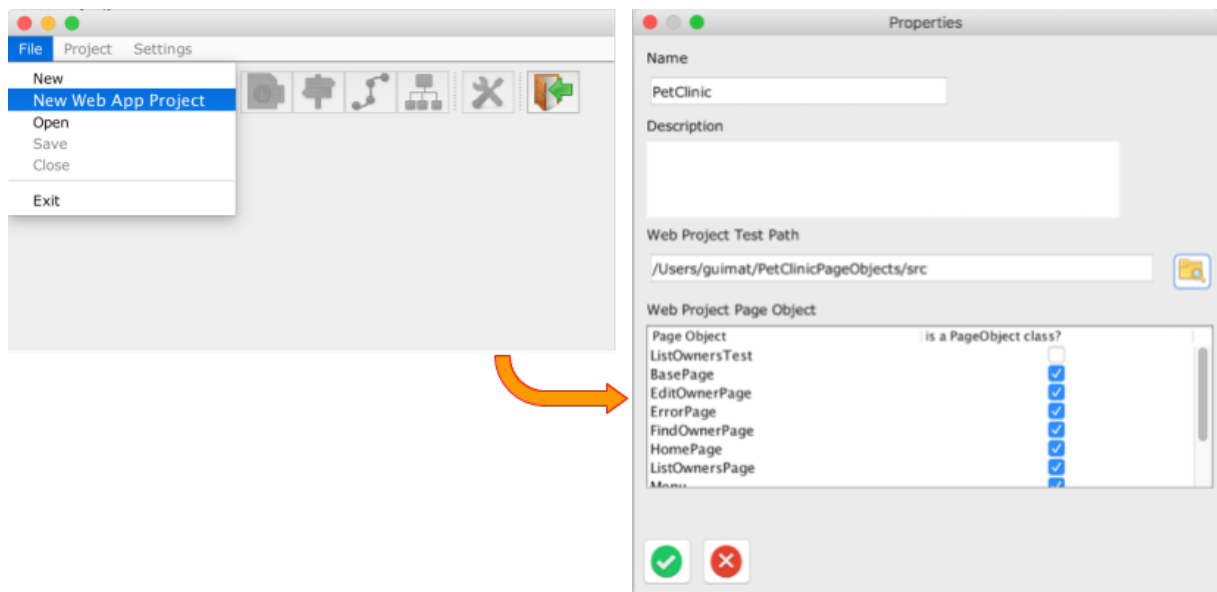 File Project Settings
New
New Web App Project
Open
Save
Close
Exit
Properties
Name
PetClinic
Description
Web Project Test Path
/Users/guimat/PetClinicPageObjects/src
Web Project Page Object
Page Object is a PageObject class?
ListOwnersTest
BasePage
EditOwnerPage
ErrorPage
FindOwnerPage
HomePage
ListOwnersPage
Menu